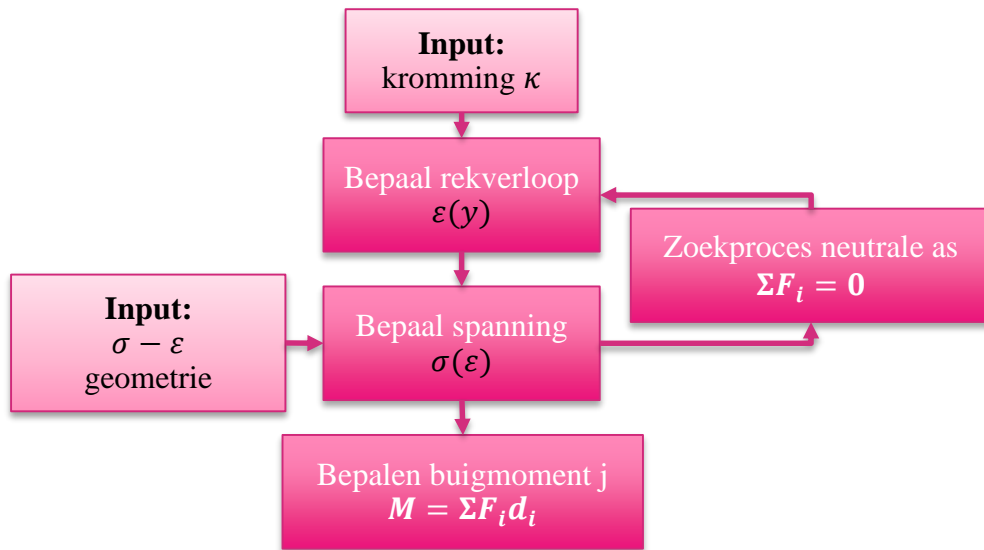 Input:
kromming κ
Bepaal rekverloop
ε(y)
Zoekproces neutrale as
ΣF_i = 0
Input:
σ − ε
geometrie
Bepaal spanning
σ(ε)
Bepalen buigmoment j
M = ΣF_i d_i